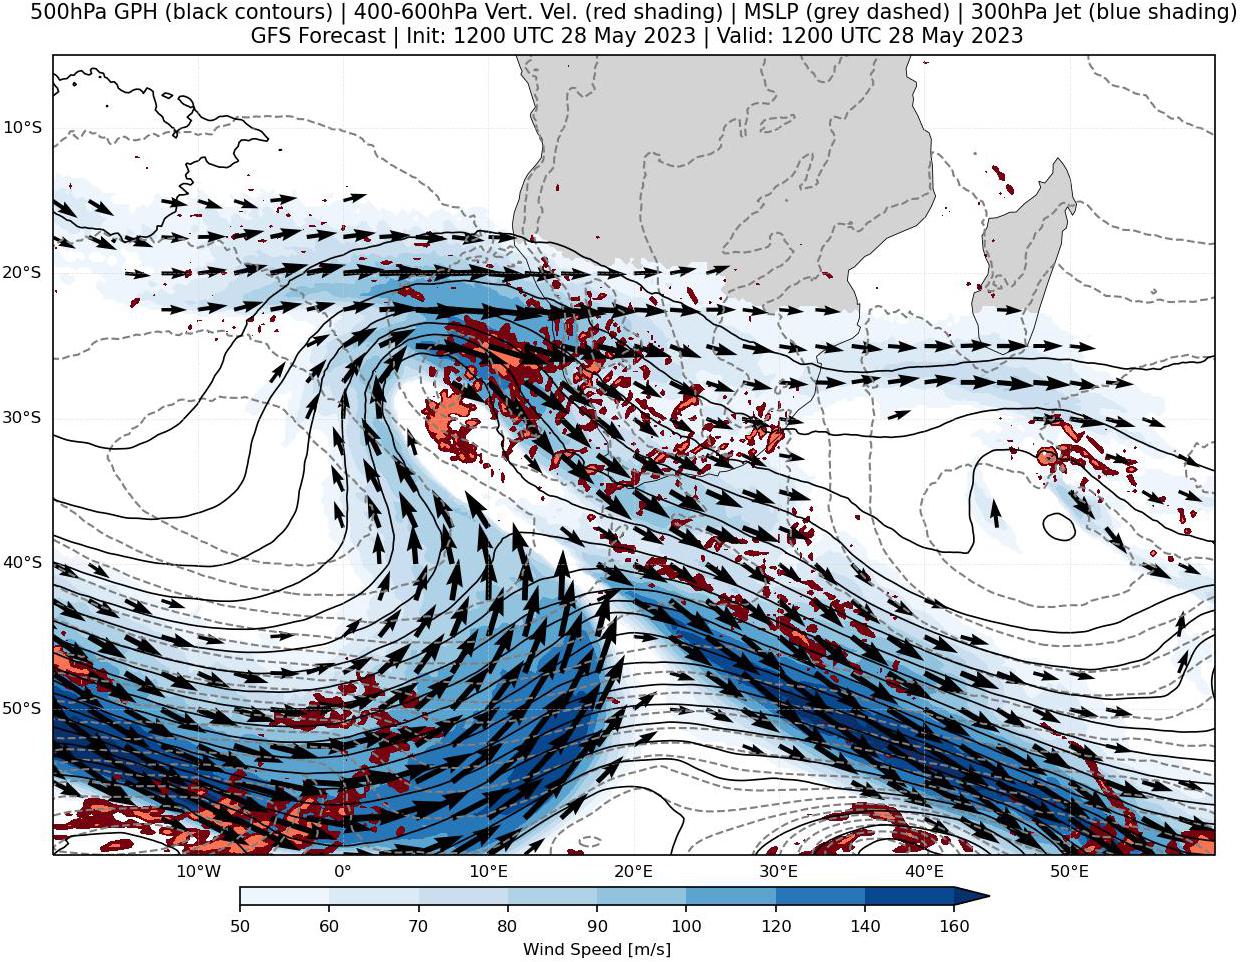 500hPa GPH (black contours) | 400-600hPa Vert. Vel. (red shading) | MSLP (grey dashed) | 300hPa Jet (blue shading)
GFS Forecast | Init: 1200 UTC 28 May 2023 | Valid: 1200 UTC 28 May 2023
10°S
20°S
30°S
40°S
50°S
10°W 0° 10°E 20°E 30°E 40°E 50°E
50 60 70 80 90 100 120 140 160
Wind Speed [m/s]